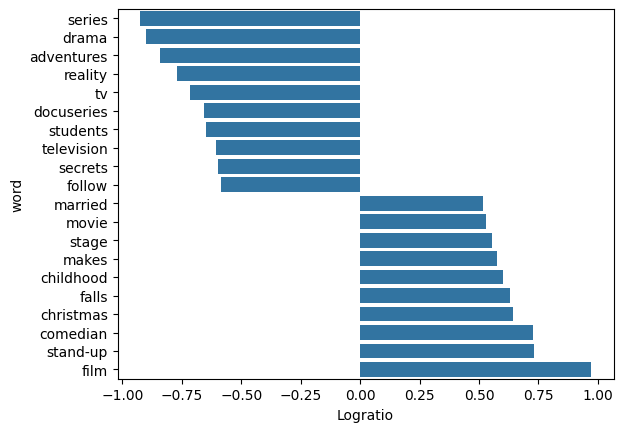 series
drama
adventures
reality
tv
docuseries
students
television
secrets
follow
married
movie
stage
makes
childhood
falls
christmas
comedian
stand-up
film
word
−1.00 −0.75 −0.50 −0.25 0.00 0.25 0.50 0.75 1.00
Logratio